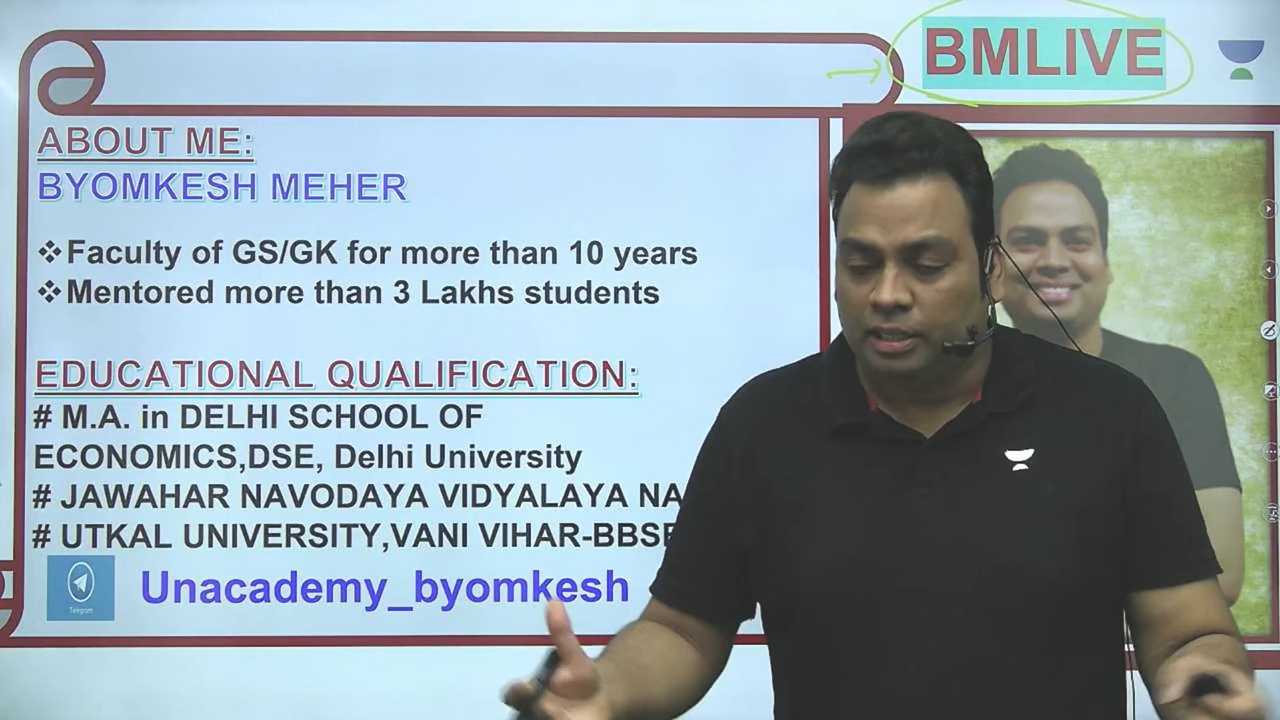 BMLIVE
ABOUT ME:
BYOMKESH MEHER
❖Faculty of GS/GK for more than 10 years
❖Mentored more than 3 Lakhs students
EDUCATIONAL QUALIFICATION:
# M.A. in DELHI SCHOOL OF
ECONOMICS,DSE, Delhi University
# JAWAHAR NAVODAYA VIDYALAYA NA
# UTKAL UNIVERSITY,VANI VIHAR-BBS
Telegram
Unacademy_byomkesh